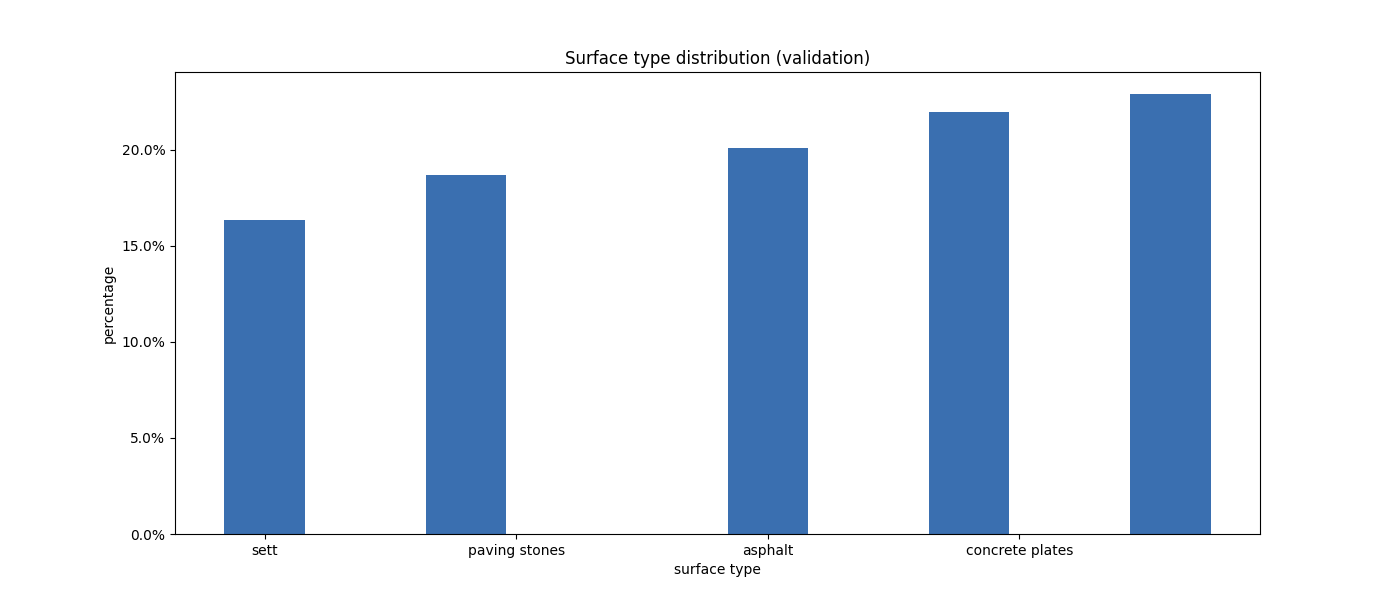 Surface type distribution (validation)
20.0%
15.0%
10.0%
5.0%
0.0%
percentage
sett
paving stones
asphalt
concrete plates
surface type